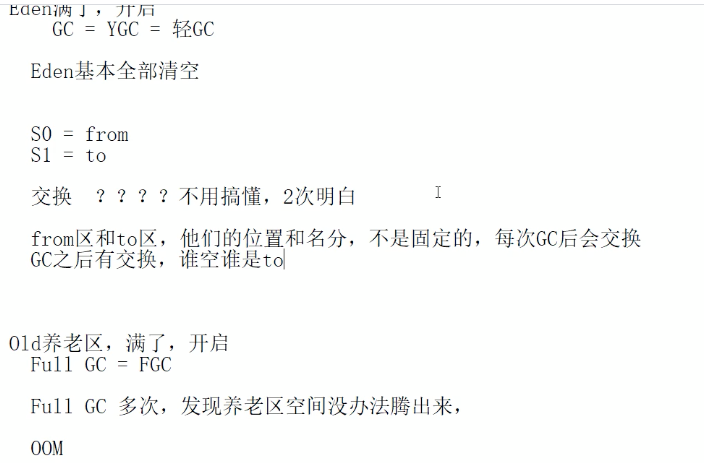 Eden满了，开启
GC = YGC = 轻GC
Eden基本全部清空
S0 = from
S1 = to
交换 ？？？？不用搞懂，2次明白
from区和to区，他们的位置和名分，不是固定的，每次GC后会交换
GC之后有交换，谁空谁是to
Old养老区，满了，开启
Full GC = FGC
Full GC 多次，发现养老区空间没办法腾出来，
OOM